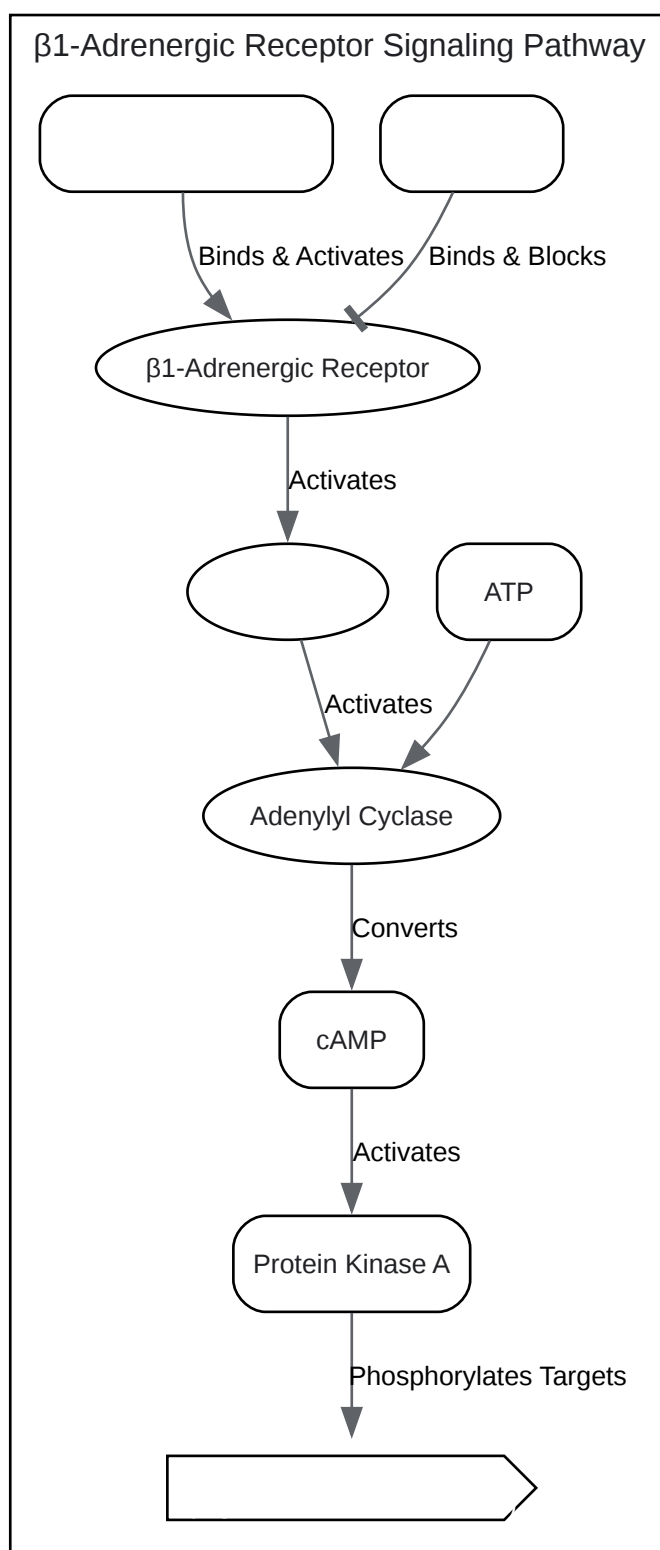 β1-Adrenergic Receptor Signaling Pathway
Binds & Activates
Binds & Blocks
β1-Adrenergic Receptor
Activates
ATP
Activates
Adenylyl Cyclase
Converts
cAMP
Activates
Protein Kinase A
Phosphorylates Targets